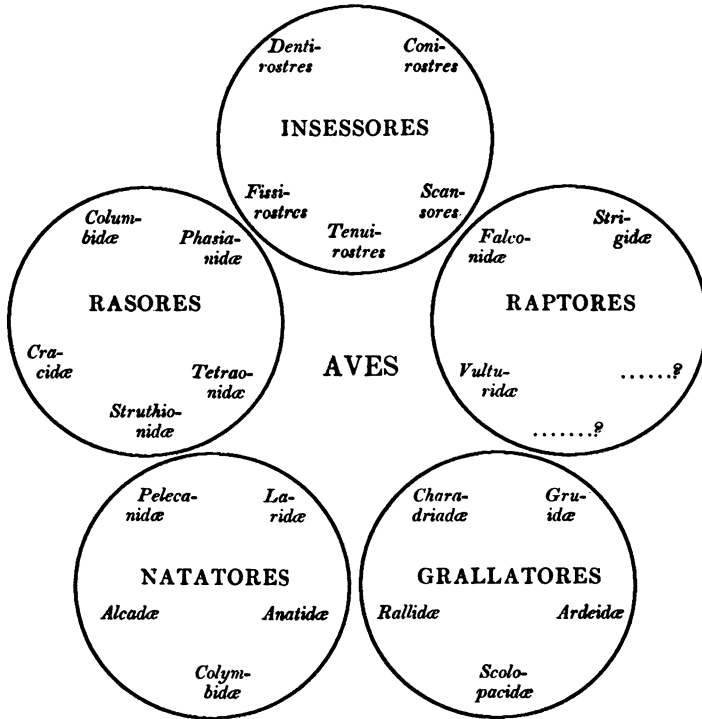 Denti-
rostres
Coni-
rostres
INSESSORES
Fissi-
rostres
Scan-
sores.
Tenui-
rostres
Colum-
bidæ
Phasia-
nidæ
RASORES
Cra-
cidæ
Tetrao-
nidæ
Struthio-
nidæ
AVES
Falco-
nidæ
Stri-
gidæ
RAPTORES
Vultu-
ridæ
......?
.......?
Peleca-
nidæ
La-
ridæ
NATATORES
Alcadæ
Anatidæ
Colym-
bidæ
Chara-
driadæ
Gru-
idæ
GRALLATORES
Rallidæ
Ardeidæ
Scolo-
pacidæ